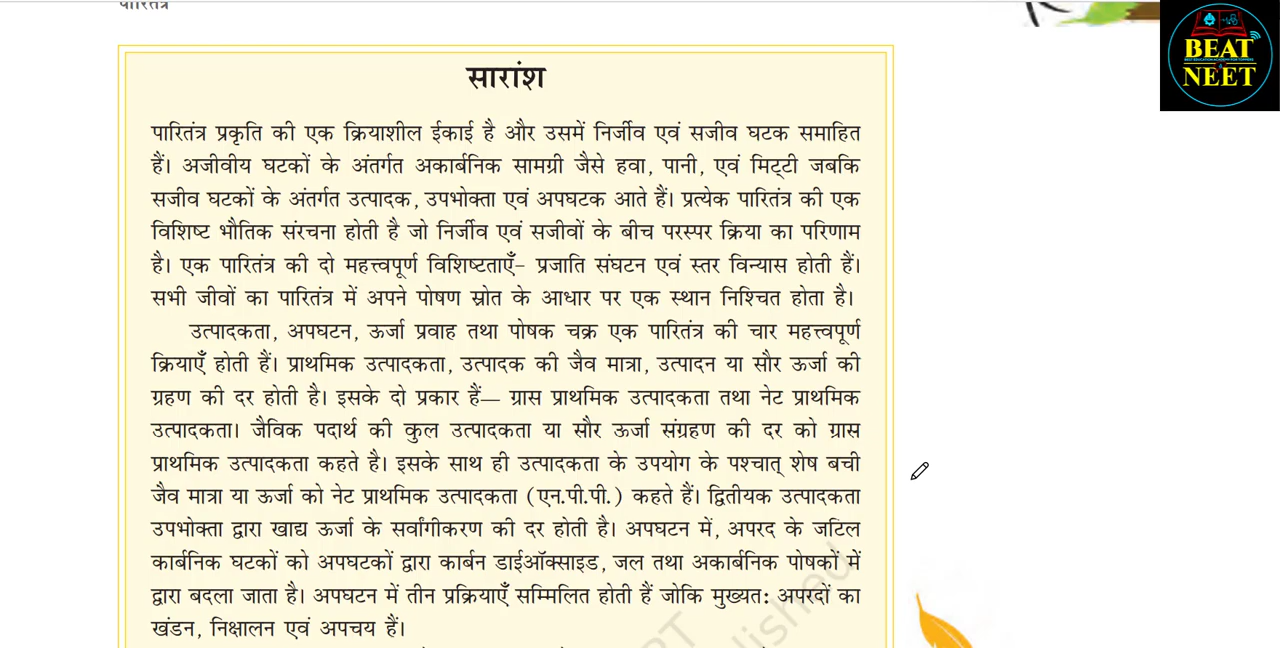 पारितंत्र
BEAT
NEET
सारांश
पारितंत्र प्रकृति की एक क्रियाशील ईकाई है और उसमें निर्जीव एवं सजीव घटक समाहित
हैं। अजीवीय घटकों के अंतर्गत अकार्बनिक सामग्री जैसे हवा, पानी, एवं मिट्टी जबकि
सजीव घटकों के अंतर्गत उत्पादक, उपभोक्ता एवं अपघटक आते हैं। प्रत्येक पारितंत्र की एक
विशिष्ट भौतिक संरचना होती है जो निर्जीव एवं सजीवों के बीच परस्पर क्रिया का परिणाम
है। एक पारितंत्र की दो महत्त्वपूर्ण विशिष्टताएँ- प्रजाति संघटन एवं स्तर विन्यास होती हैं।
सभी जीवों का पारितंत्र में अपने पोषण स्रोत के आधार पर एक स्थान निश्चित होता है।
उत्पादकता, अपघटन, ऊर्जा प्रवाह तथा पोषक चक्र एक पारितंत्र की चार महत्त्वपूर्ण
क्रियाएँ होती हैं। प्राथमिक उत्पादकता, उत्पादक की जैव मात्रा, उत्पादन या सौर ऊर्जा की
ग्रहण की दर होती है। इसके दो प्रकार हैं— ग्रास प्राथमिक उत्पादकता तथा नेट प्राथमिक
उत्पादकता। जैविक पदार्थ की कुल उत्पादकता या सौर ऊर्जा संग्रहण की दर को ग्रास
प्राथमिक उत्पादकता कहते है। इसके साथ ही उत्पादकता के उपयोग के पश्चात् शेष बची
जैव मात्रा या ऊर्जा को नेट प्राथमिक उत्पादकता (एन.पी.पी.) कहते हैं। द्वितीयक उत्पादकता
उपभोक्ता द्वारा खाद्य ऊर्जा के सर्वांगीकरण की दर होती है। अपघटन में, अपरद के जटिल
कार्बनिक घटकों को अपघटकों द्वारा कार्बन डाईऑक्साइड, जल तथा अकार्बनिक पोषकों में
द्वारा बदला जाता है। अपघटन में तीन प्रक्रियाएँ सम्मिलित होती हैं जोकि मुख्यतः अपरदों का
खंडन, निक्षालन एवं अपचय हैं।